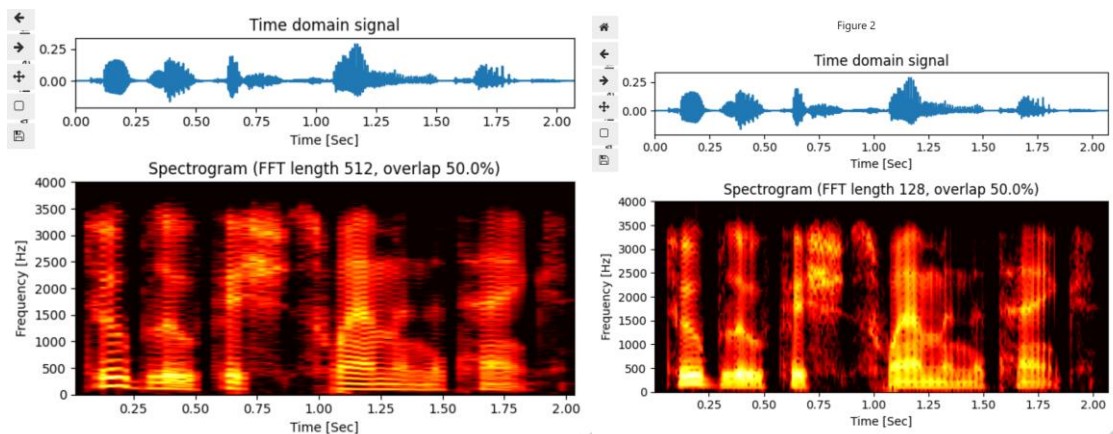 Time domain signal
0.25
0.00
0.00 0.25 0.50 0.75 1.00 1.25 1.50 1.75 2.00
Time [Sec]
Spectrogram (FFT length 512, overlap 50.0%)
4000
3500
3000
2500
2000
1500
1000
500
0
Frequency [Hz]
0.25 0.50 0.75 1.00 1.25 1.50 1.75 2.00
Time [Sec]
Figure 2
Time domain signal
0.25
0.00
0.00 0.25 0.50 0.75 1.00 1.25 1.50 1.75 2.00
Time [Sec]
Spectrogram (FFT length 128, overlap 50.0%)
4000
3500
3000
2500
2000
1500
1000
500
0
Frequency [Hz]
0.25 0.50 0.75 1.00 1.25 1.50 1.75 2.00
Time [Sec]